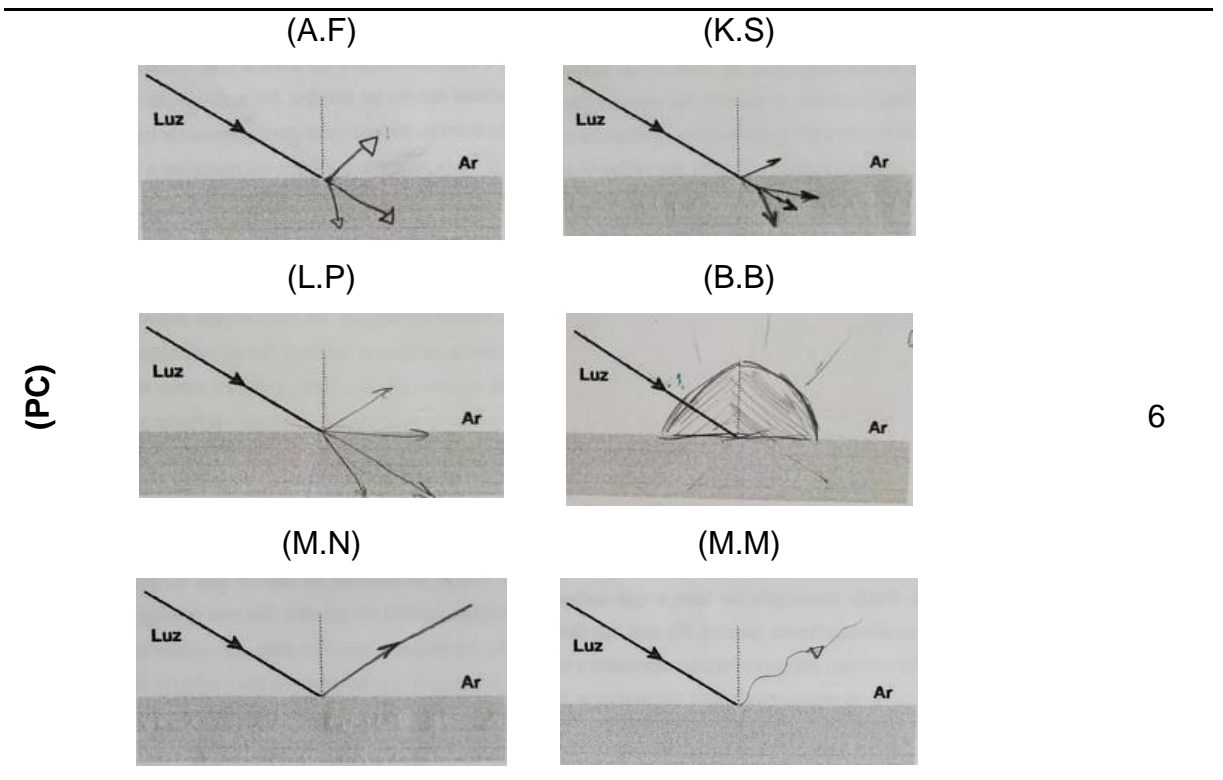 (A.F) (K.S)
Luz Ar Luz Ar
(L.P) (B.B)
Luz Ar Luz Ar
(PC) 6
(M.N) (M.M)
Luz Ar Luz Ar